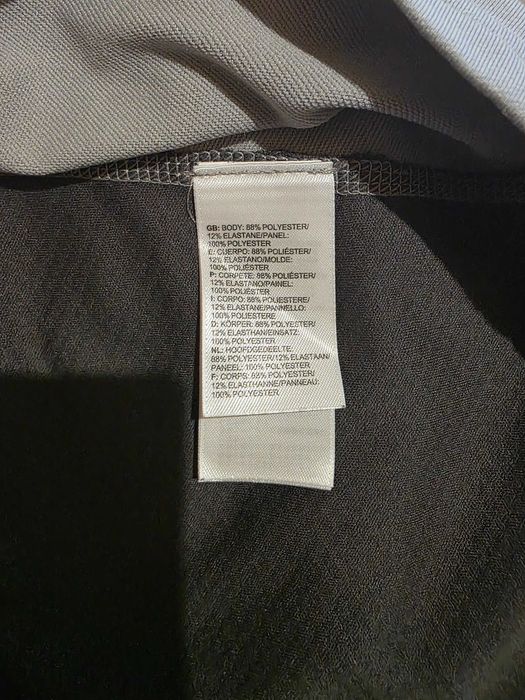 GB: BODY: 88% POLYESTER/
12% ELASTANE/PANEL:
100% POLYESTER
E: CUERPO: 88% POLIÉSTER/
12% ELASTANO/MOLDE:
100% POLIÉSTER
P: CORPETE: 88% POLIÉSTER/
12% ELASTANO/PAINEL:
100% POLIÉSTER
I: CORPO: 88% POLIESTERE/
12% ELASTANE/PANNELLO:
100% POLIESTERE
D: KÖRPER: 88% POLYESTER/
12% ELASTHAN/EINSATZ:
100% POLYESTER
NL: HOOFDGEDEELTE:
88% POLYESTER/12% ELASTAAN/
PANEEL: 100% POLYESTER
F: CORPS: 88% POLYESTER/
12% ELASTHANNE/PANNEAU:
100% POLYESTER